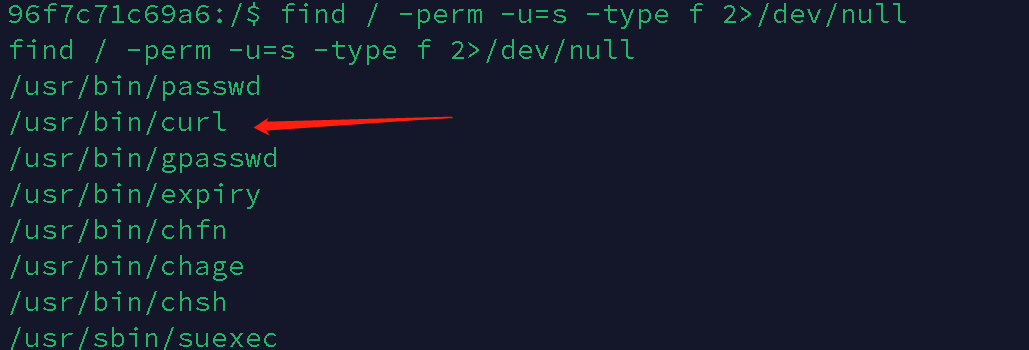 96f7c71c69a6:/$ find / -perm -u=s -type f 2>/dev/null
find / -perm -u=s -type f 2>/dev/null
/usr/bin/passwd
/usr/bin/curl
/usr/bin/gpasswd
/usr/bin/expiry
/usr/bin/chfn
/usr/bin/chage
/usr/bin/chsh
/usr/sbin/suexec